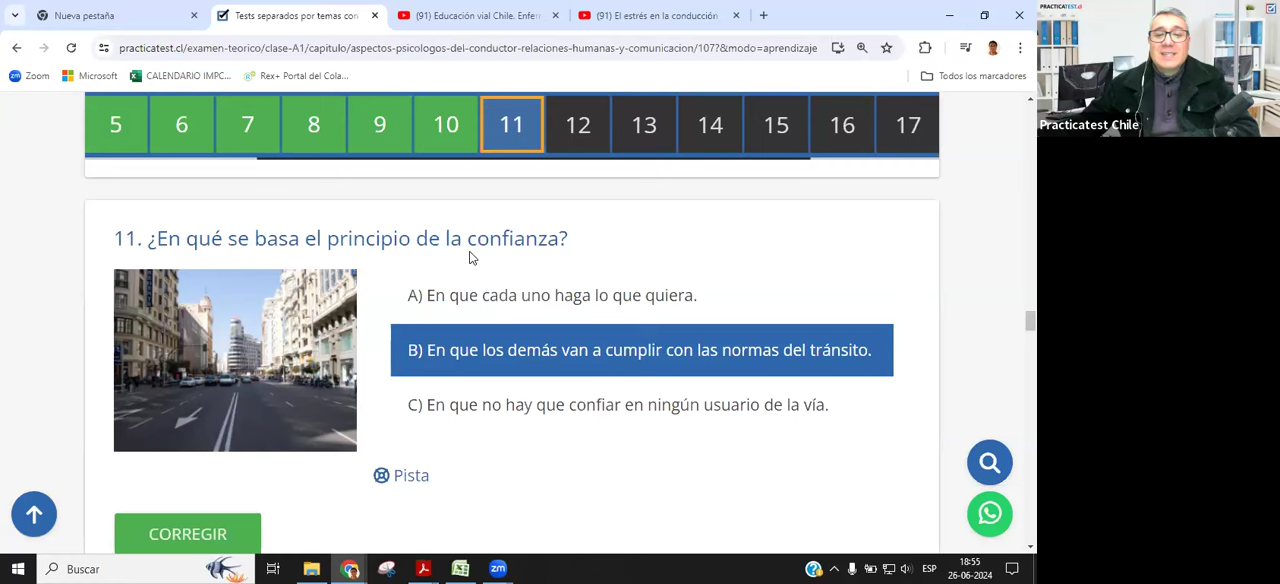 Nueva pestaña
Tests separados por temas con
(91) Educación vial Chile: Enfer
(91) El estrés en la conducción
practicatest.cl/examen-teorico/clase-A1/capitulo/aspectos-psicologos-del-conductor-relaciones-humanas-y-comunicacion/107?&modo=aprendizaje
Zoom
Microsoft
CALENDARIO IMPC...
Rex+ Portal del Cola...
Todos los marcadores
PRACTICATEST.cl
Practicatest Chile
5 6 7 8 9 10 11 12 13 14 15 16 17
11. ¿En qué se basa el principio de la confianza?
A) En que cada uno haga lo que quiera.
B) En que los demás van a cumplir con las normas del tránsito.
C) En que no hay que confiar en ningún usuario de la vía.
Pista
CORREGIR
Buscar
zm
ESP
18:55
26-06-2024